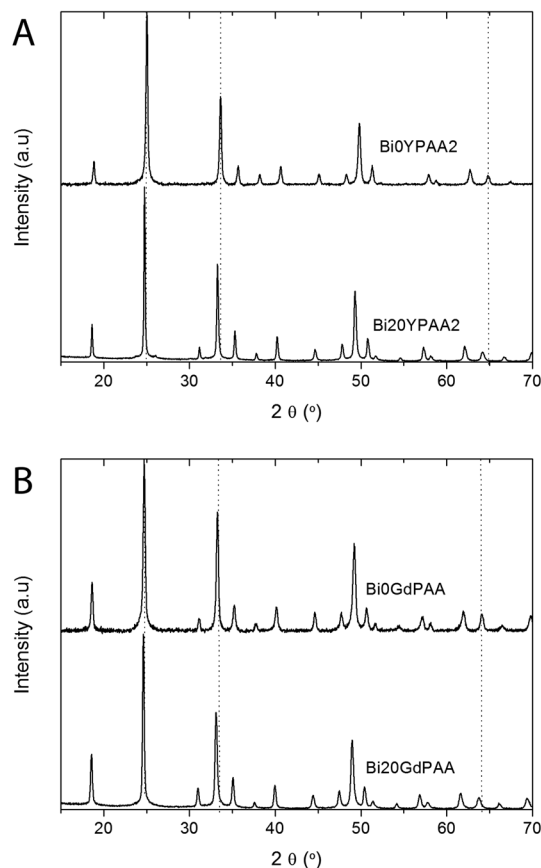 A
Intensity (a.u)
Bi0YPAA2
Bi20YPAA2
20 30 40 50 60 70
2 θ (º)
B
Intensity (a.u)
Bi0GdPAA
Bi20GdPAA
20 30 40 50 60 70
2 θ (º)